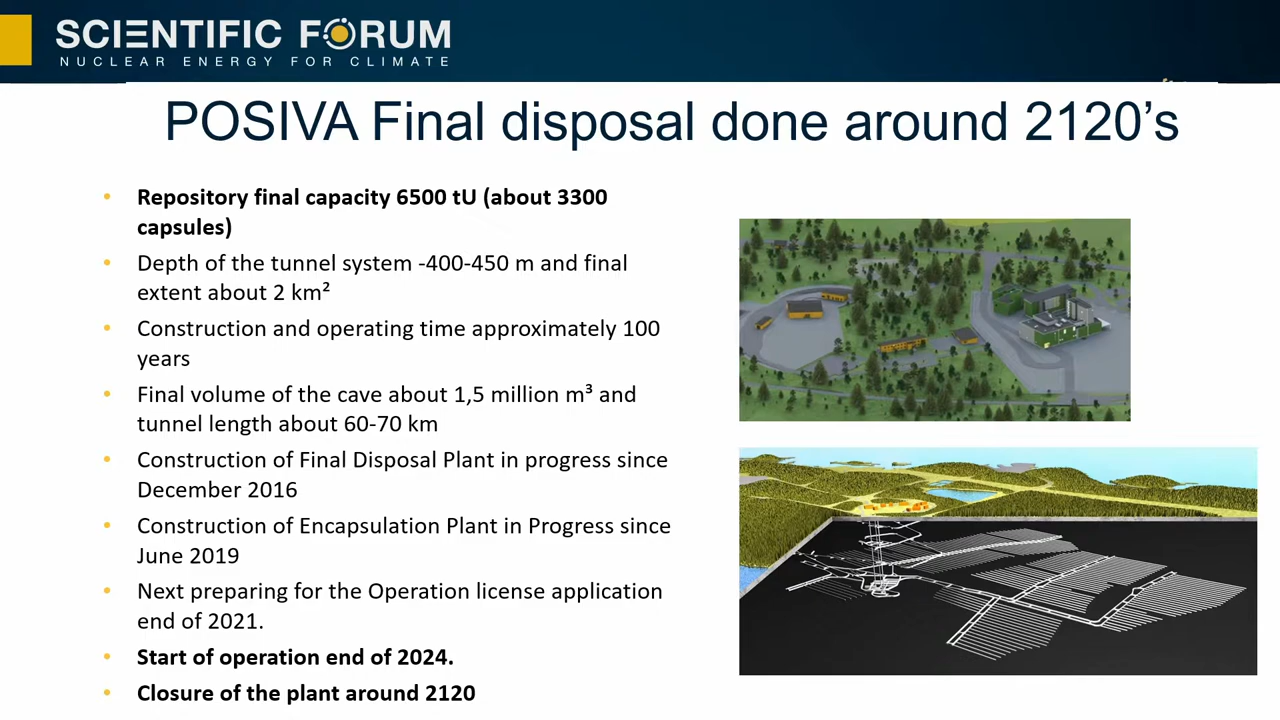 SCIENTIFIC FORUM
NUCLEAR ENERGY FOR CLIMATE
POSIVA Final disposal done around 2120's
• Repository final capacity 6500 tU (about 3300
capsules)
• Depth of the tunnel system -400-450 m and final
extent about 2 km²
• Construction and operating time approximately 100
years
• Final volume of the cave about 1,5 million m³ and
tunnel length about 60-70 km
• Construction of Final Disposal Plant in progress since
December 2016
• Construction of Encapsulation Plant in Progress since
June 2019
• Next preparing for the Operation license application
end of 2021.
• Start of operation end of 2024.
• Closure of the plant around 2120